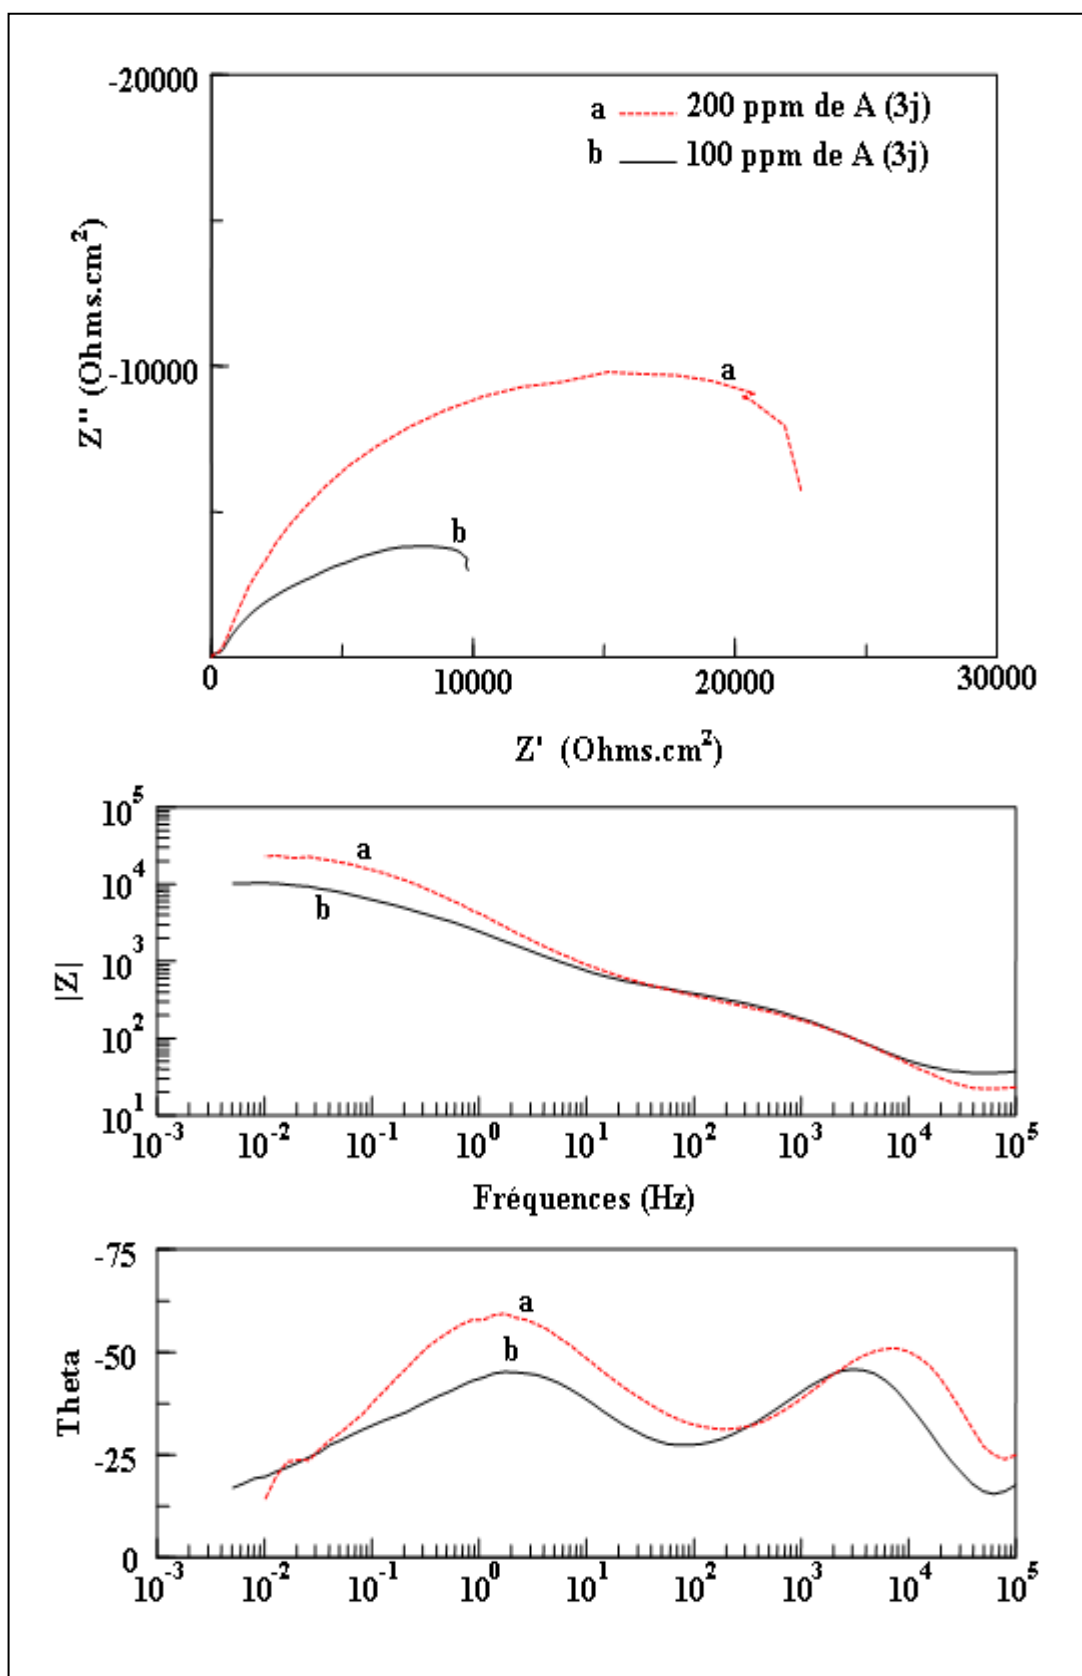 -20000
a 200 ppm de A (3j)
b 100 ppm de A (3j)
Z'' (Ohms.cm²)
-10000
a
b
0 10000 20000 30000
Z' (Ohms.cm²)
10⁵
10⁴
10³
10²
10¹
|Z|
a
b
10⁻³ 10⁻² 10⁻¹ 10⁰ 10¹ 10² 10³ 10⁴ 10⁵
Fréquences (Hz)
-75
-50
-25
0
Theta
a
b
10⁻³ 10⁻² 10⁻¹ 10⁰ 10¹ 10² 10³ 10⁴ 10⁵